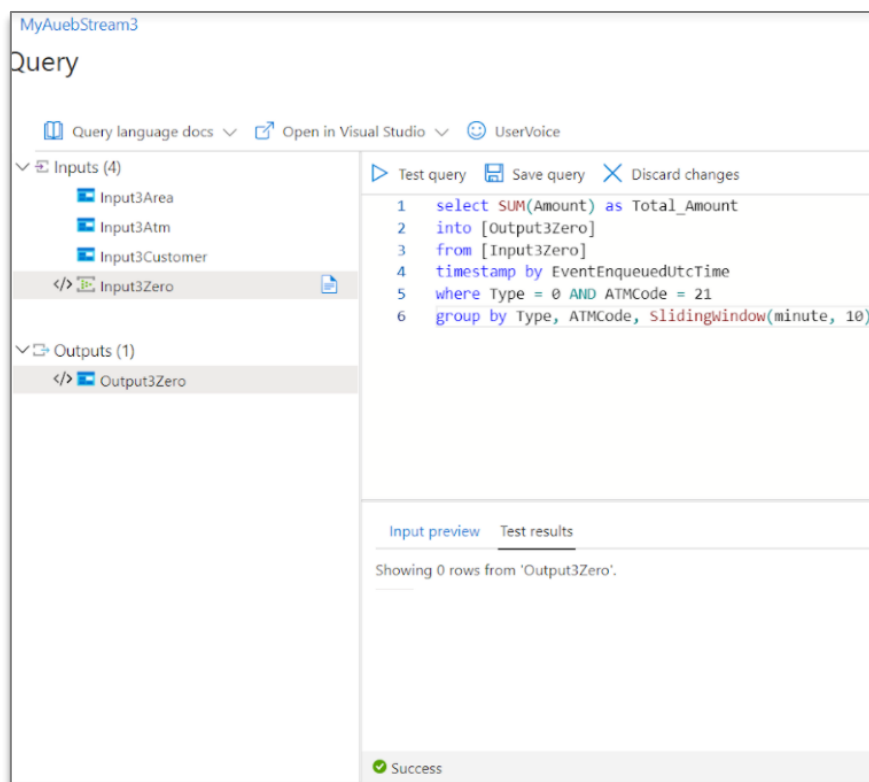 MyAuebStream3
Query
Query language docs
Open in Visual Studio
UserVoice
Inputs (4)
Input3Area
Input3Atm
Input3Customer
Input3Zero
Outputs (1)
Output3Zero
Test query
Save query
Discard changes
1 select SUM(Amount) as Total_Amount
2 into [Output3Zero]
3 from [Input3Zero]
4 timestamp by EventEnqueuedUtcTime
5 where Type = 0 AND ATMCode = 21
6 group by Type, ATMCode, SlidingWindow(minute, 10)
Input preview
Test results
Showing 0 rows from 'Output3Zero'.
Success